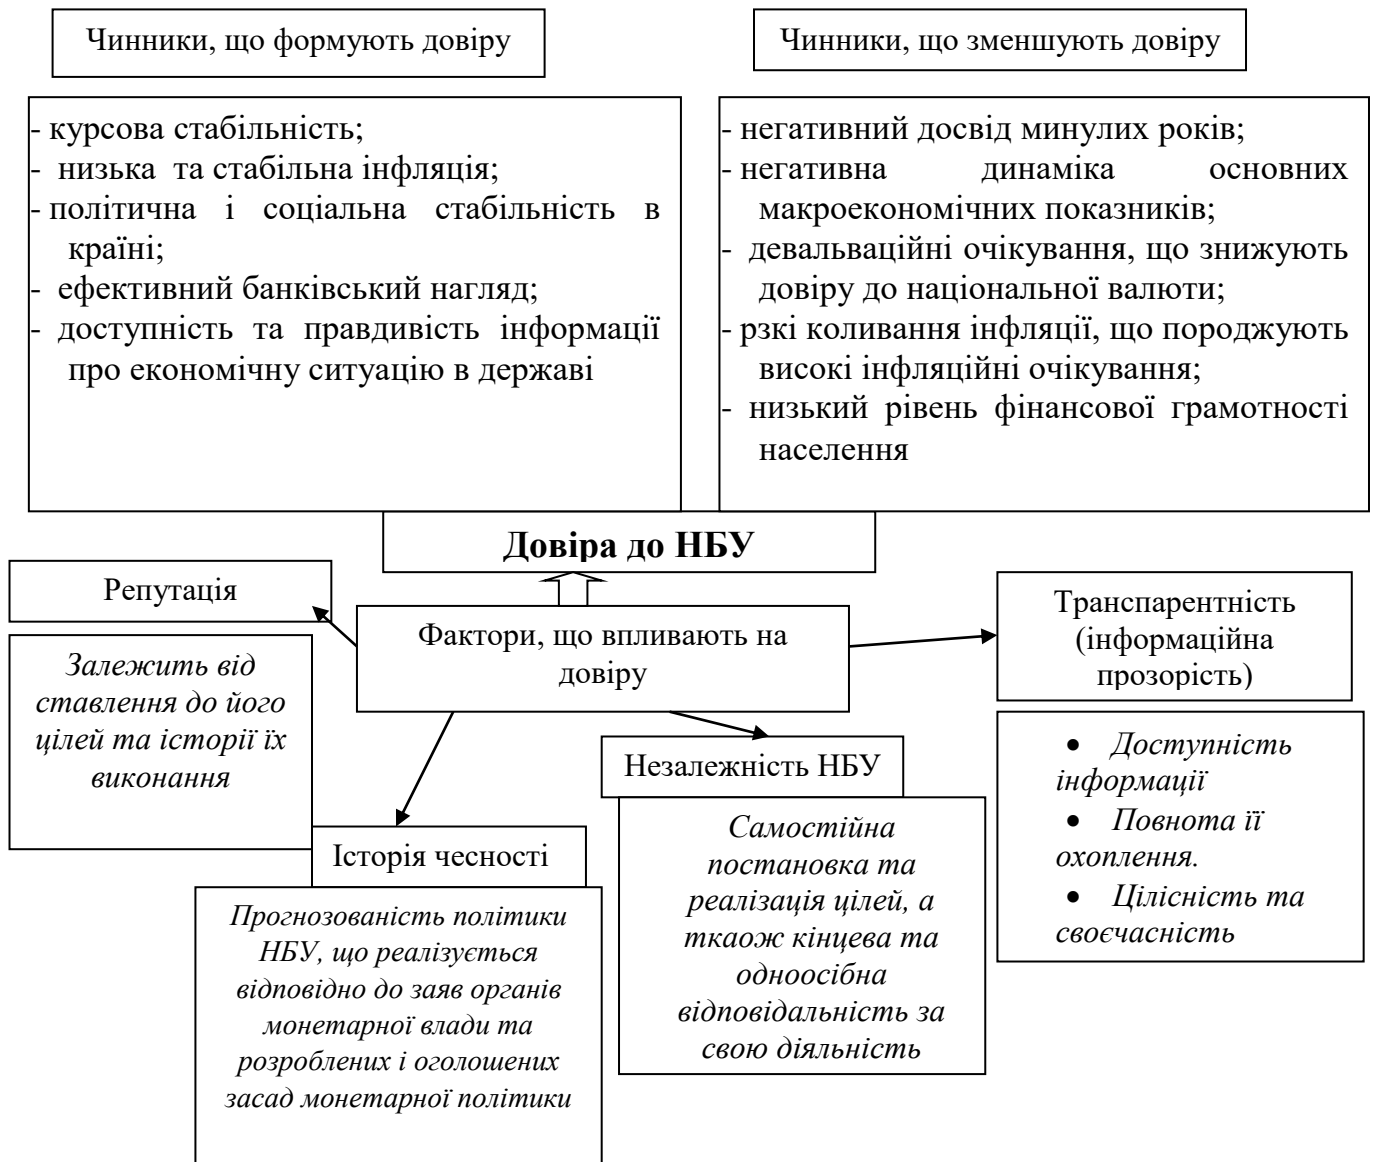 Чинники, що формують довіру
Чинники, що зменшують довіру
- курсова стабільність;
- низька та стабільна інфляція;
- політична і соціальна стабільність в
країні;
- ефективний банківський нагляд;
- доступність та правдивість інформації
про економічну ситуацію в державі
- негативний досвід минулих років;
- негативна динаміка основних
макроекономічних показників;
- девальваційні очікування, що знижують
довіру до національної валюти;
- рзкі коливання інфляції, що породжують
високі інфляційні очікування;
- низький рівень фінансової грамотності
населення
Довіра до НБУ
Репутація
Залежить від
ставлення до його
цілей та історії їх
виконання
Фактори, що впливають на
довіру
Транспарентність
(інформаційна
прозорість)
• Доступність
інформації
• Повнота її
охоплення.
• Цілісність та
своєчасність
Незалежність НБУ
Самостійна
постановка та
реалізація цілей, а
ткаож кінцева та
одноосібна
відповідальність за
свою діяльність
Історія чесності
Прогнозованість політики
НБУ, що реалізується
відповідно до заяв органів
монетарної влади та
розроблених і оголошених
засад монетарної політики